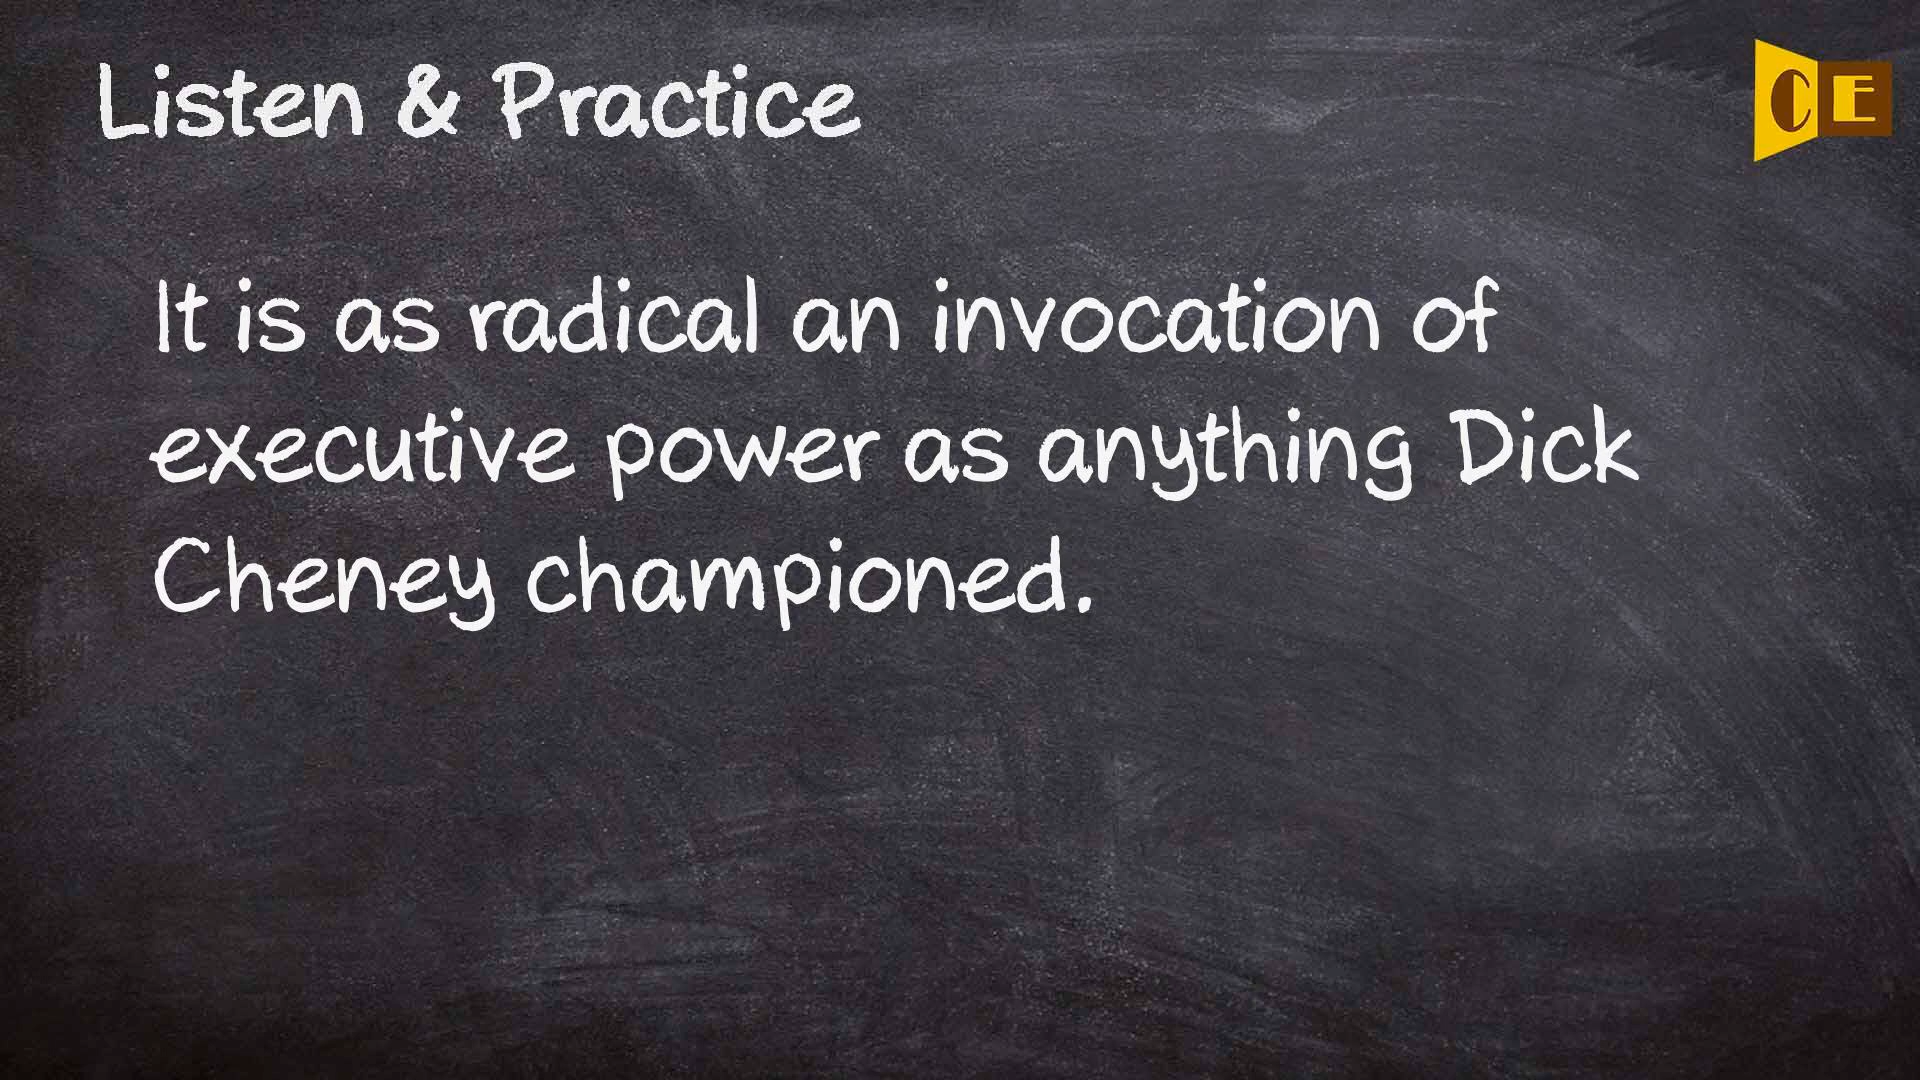 Listen & Practice
CE
It is as radical an invocation of
executive power as anything Dick
Cheney championed.